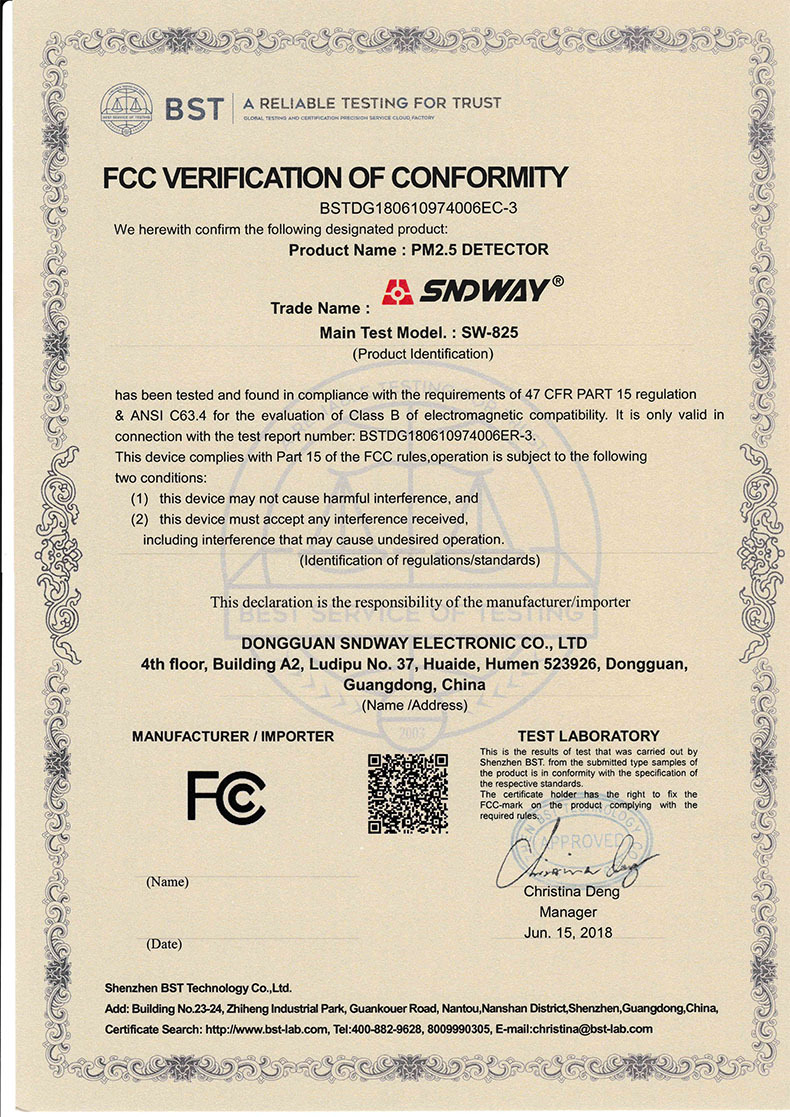 BEST SERVICE OF TESTING
BST
A RELIABLE TESTING FOR TRUST
GLOBAL TESTING AND CERTIFICATION PRECISION SERVICE CLOUD FACTORY
FCC VERIFICATION OF CONFORMITY
BSTDG180610974006EC-3
We herewith confirm the following designated product:
Product Name : PM2.5 DETECTOR
Trade Name : SNDWAY®
Main Test Model. : SW-825
(Product Identification)
has been tested and found in compliance with the requirements of 47 CFR PART 15 regulation
& ANSI C63.4 for the evaluation of Class B of electromagnetic compatibility. It is only valid in
connection with the test report number: BSTDG180610974006ER-3.
This device complies with Part 15 of the FCC rules,operation is subject to the following
two conditions:
(1) this device may not cause harmful interference, and
(2) this device must accept any interference received,
including interference that may cause undesired operation.
(Identification of regulations/standards)
This declaration is the responsibility of the manufacturer/importer
BEST SERVICE OF TESTING
DONGGUAN SNDWAY ELECTRONIC CO., LTD
4th floor, Building A2, Ludipu No. 37, Huaide, Humen 523926, Dongguan,
Guangdong, China
(Name /Address)
2003
MANUFACTURER / IMPORTER
FC
TEST LABORATORY
This is the results of test that was carried out by
Shenzhen BST. from the submitted type samples of
the product is in conformity with the specification of
the respective standards.
The certificate holder has the right to fix the
FCC-mark on the product complying with the
required rules.
APPROVED
Christina Deng
Christina Deng
Manager
Jun. 15, 2018
(Name)
(Date)
Shenzhen BST Technology Co.,Ltd.
Add: Building No.23-24, Zhiheng Industrial Park, Guankouer Road, Nantou,Nanshan District,Shenzhen,Guangdong,China,
Certificate Search: http://www.bst-lab.com, Tel:400-882-9628, 8009990305, E-mail:christina@bst-lab.com